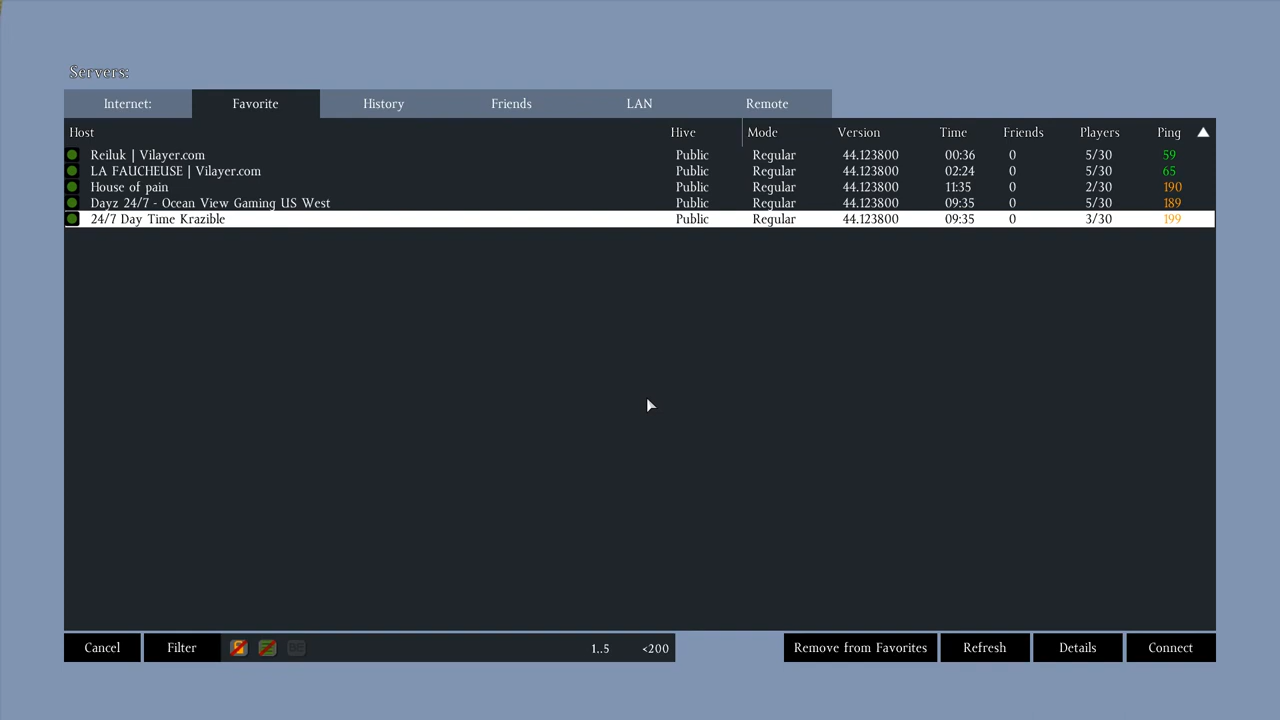 Servers:
Internet: Favorite History Friends LAN Remote
Host Hive Mode Version Time Friends Players Ping
Reiluk | Vilayer.com Public Regular 44.123800 00:36 0 5/30 59
LA FAUCHEUSE | Vilayer.com Public Regular 44.123800 02:24 0 5/30 65
House of pain Public Regular 44.123800 11:35 0 2/30 190
Dayz 24/7 - Ocean View Gaming US West Public Regular 44.123800 09:35 0 5/30 189
24/7 Day Time Krazible Public Regular 44.123800 09:35 0 3/30 199
Cancel Filter 1..5 <200 Remove from Favorites Refresh Details Connect